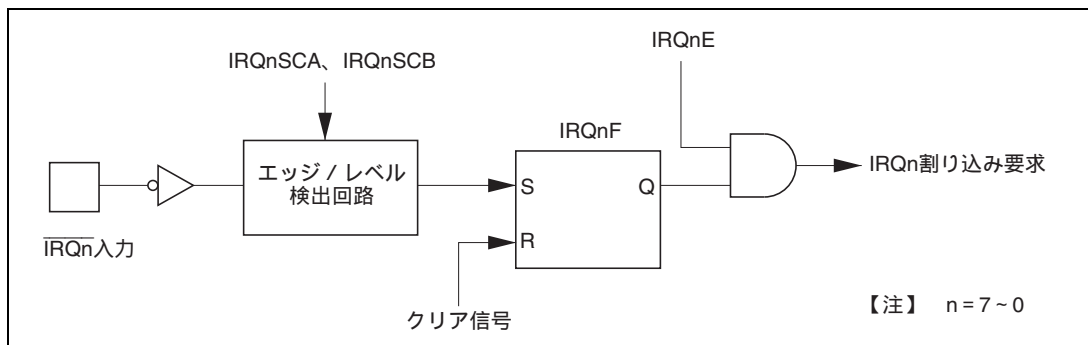 IRQnE
IRQnSCA、IRQnSCB
IRQnF
エッジ / レベル
検出回路
S
Q
IRQn割り込み要求
R
IRQn入力
クリア信号
【注】 n = 7 ~ 0